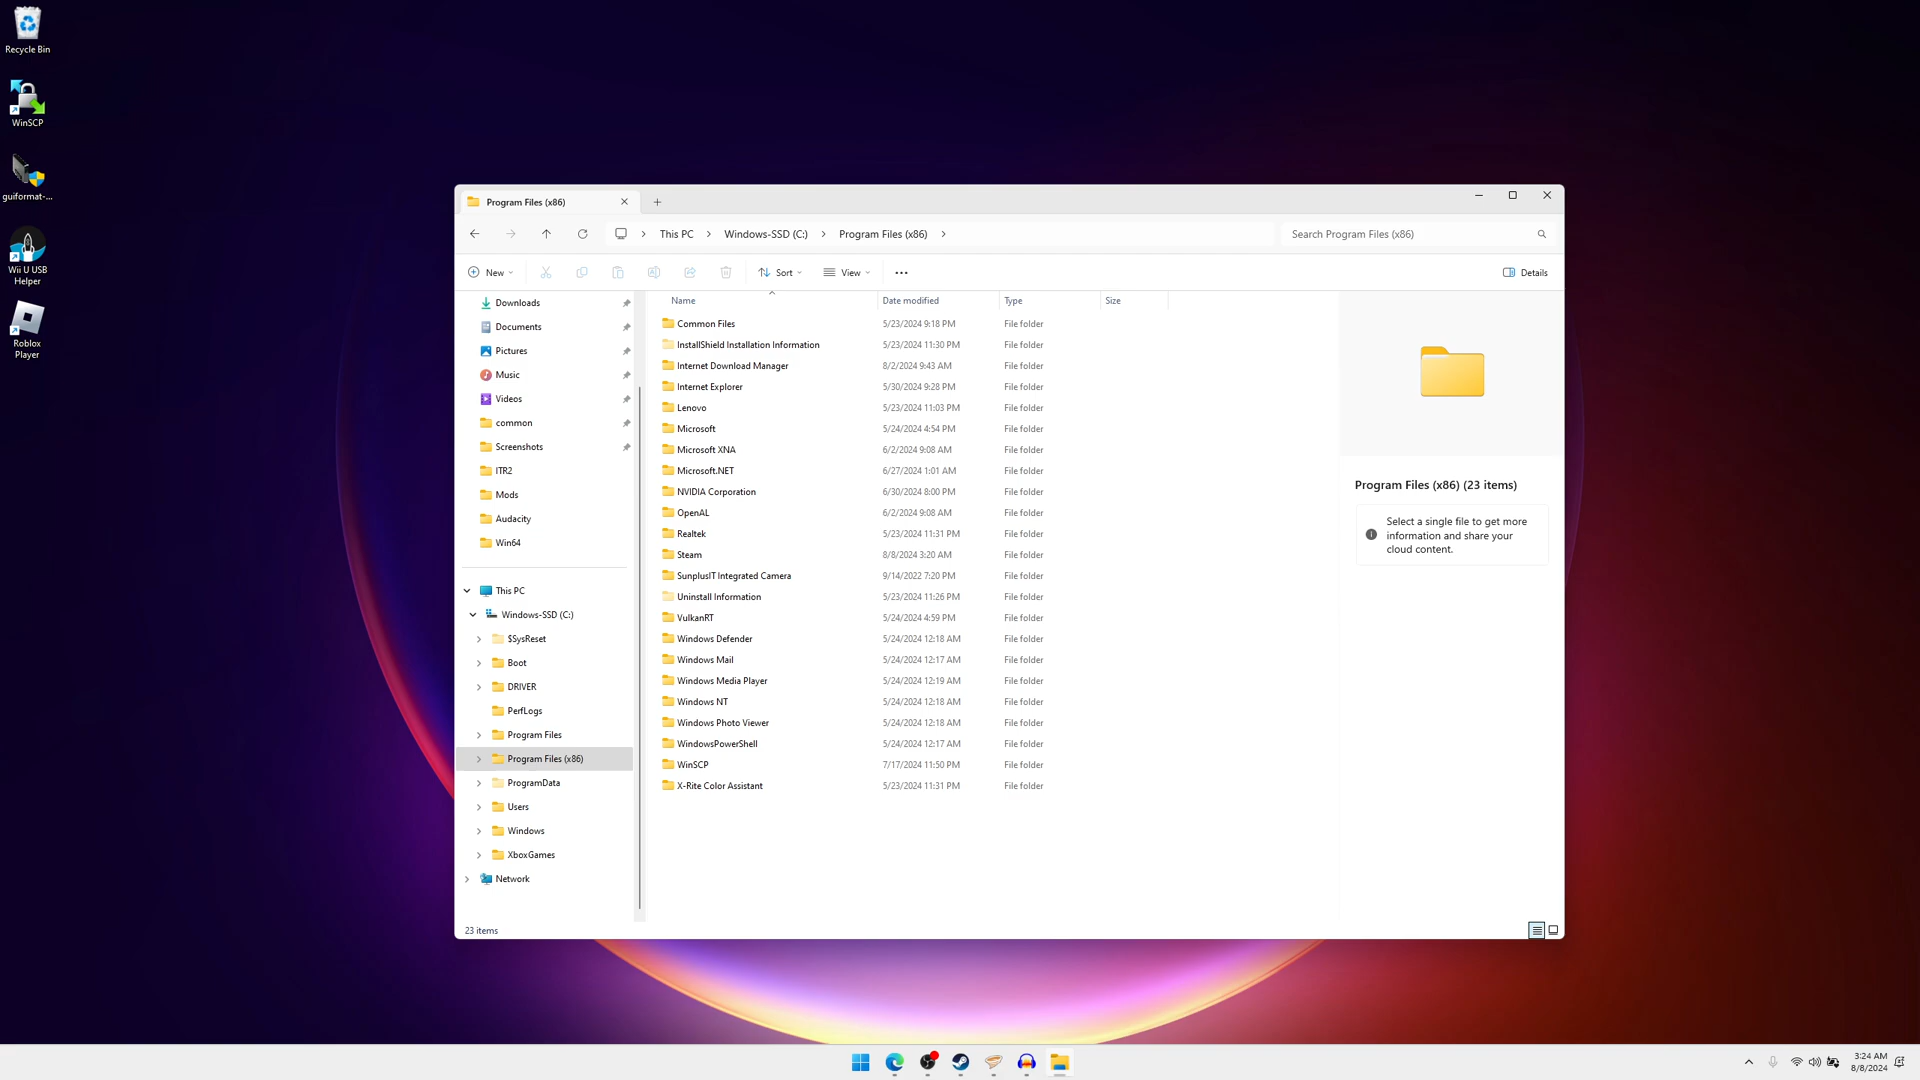 Recycle Bin
WinSCP
guiformat-...
Wii U USB
Helper
Roblox
Player
Program Files (x86)
This PC
Windows-SSD (C:)
Program Files (x86)
Search Program Files (x86)
New
Sort
View
Details
Downloads
Documents
Pictures
Music
Videos
common
Screenshots
ITR2
Mods
Audacity
Win64
This PC
Windows-SSD (C:)
$SysReset
Boot
DRIVER
PerfLogs
Program Files
Program Files (x86)
ProgramData
Users
Windows
XboxGames
Network
Name Date modified Type Size
Common Files 5/23/2024 9:18 PM File folder
InstallShield Installation Information 5/23/2024 11:30 PM File folder
Internet Download Manager 8/2/2024 9:43 AM File folder
Internet Explorer 5/30/2024 9:28 PM File folder
Lenovo 5/23/2024 11:03 PM File folder
Microsoft 5/24/2024 4:54 PM File folder
Microsoft XNA 6/2/2024 9:08 AM File folder
Microsoft.NET 6/27/2024 1:01 AM File folder
NVIDIA Corporation 6/30/2024 8:00 PM File folder
OpenAL 6/2/2024 9:08 AM File folder
Realtek 5/23/2024 11:31 PM File folder
Steam 8/8/2024 3:20 AM File folder
SunplusIT Integrated Camera 9/14/2022 7:20 PM File folder
Uninstall Information 5/23/2024 11:26 PM File folder
VulkanRT 5/24/2024 4:59 PM File folder
Windows Defender 5/24/2024 12:18 AM File folder
Windows Mail 5/24/2024 12:17 AM File folder
Windows Media Player 5/24/2024 12:19 AM File folder
Windows NT 5/24/2024 12:18 AM File folder
Windows Photo Viewer 5/24/2024 12:18 AM File folder
WindowsPowerShell 5/24/2024 12:17 AM File folder
WinSCP 7/17/2024 11:50 PM File folder
X-Rite Color Assistant 5/23/2024 11:31 PM File folder
Program Files (x86) (23 items)
Select a single file to get more
information and share your
cloud content.
23 items
3:24 AM
8/8/2024